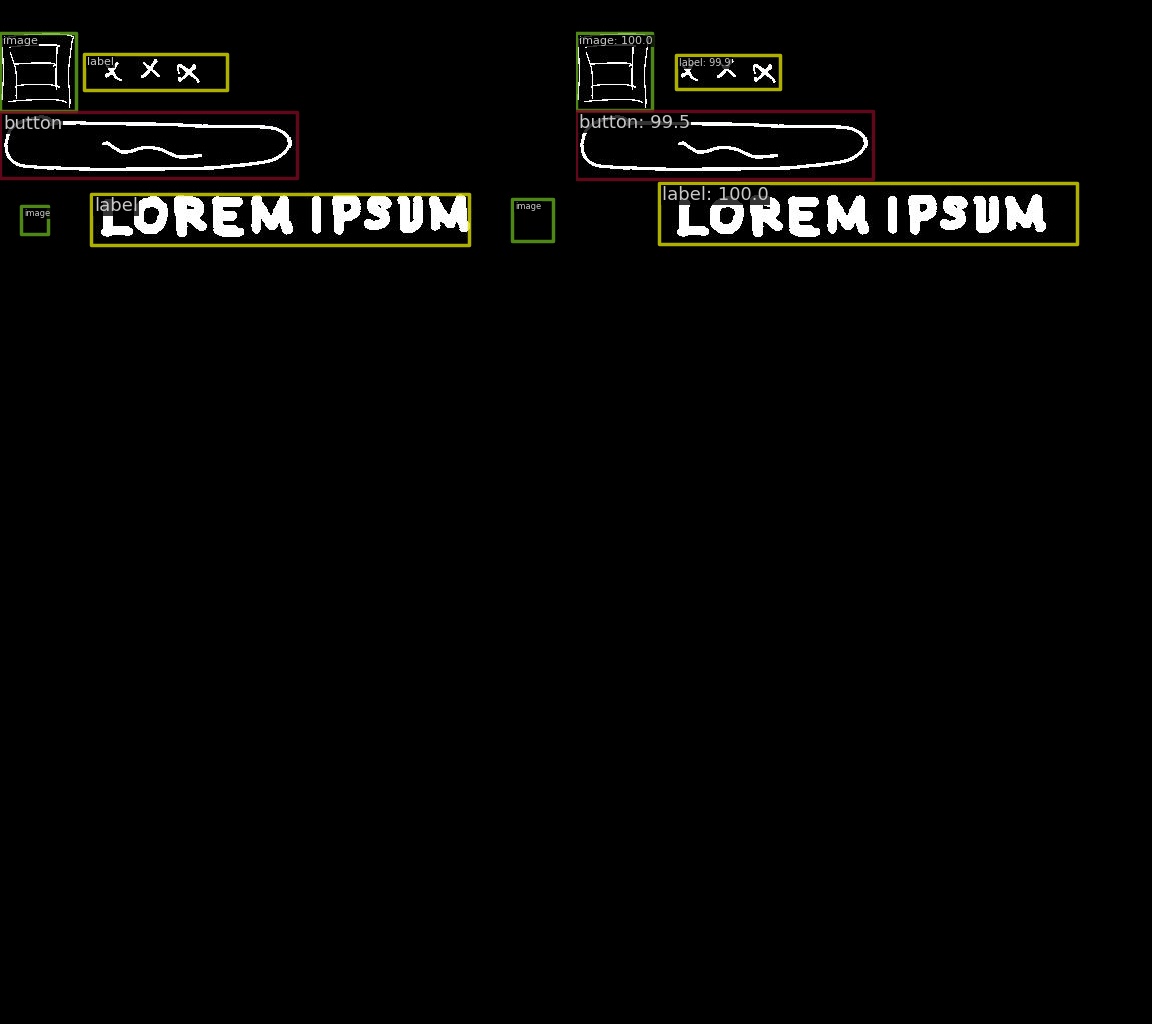 image image: 100.0
label label: 99.9
x x x x x
button button: 99.5
label label: 100.0
LOREM IPSUM LOREM IPSUM
image image